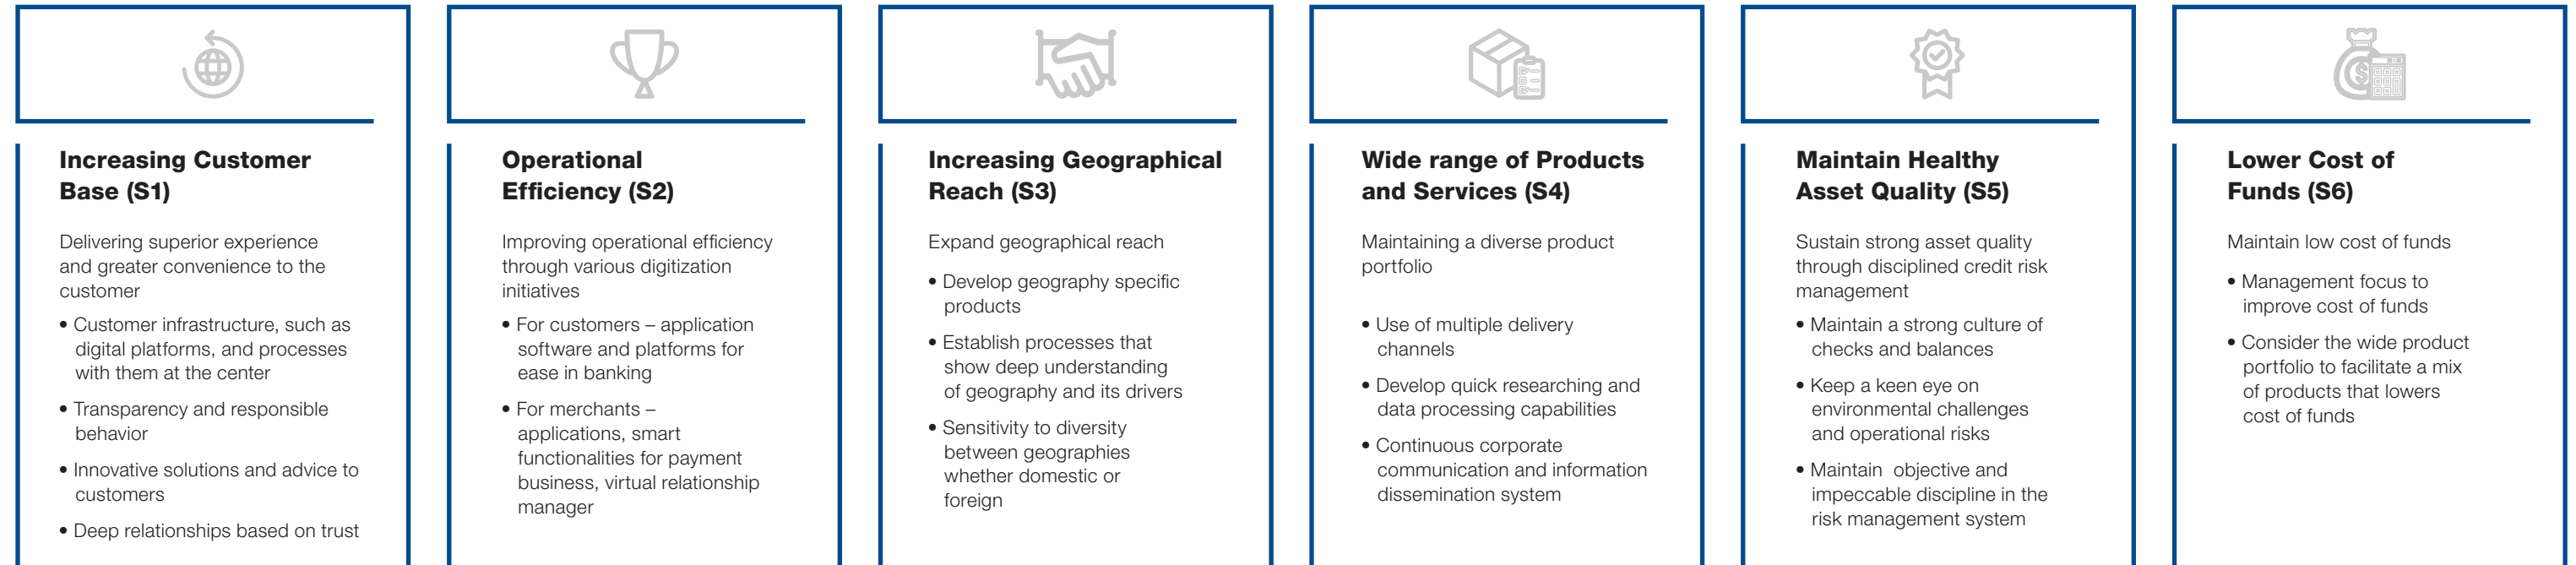 Increasing Customer
Base (S1)
Delivering superior experience
and greater convenience to the
customer
• Customer infrastructure, such as
digital platforms, and processes
with them at the center
• Transparency and responsible
behavior
• Innovative solutions and advice to
customers
• Deep relationships based on trust
Operational
Efficiency (S2)
Improving operational efficiency
through various digitization
initiatives
• For customers – application
software and platforms for
ease in banking
• For merchants –
applications, smart
functionalities for payment
business, virtual relationship
manager
Increasing Geographical
Reach (S3)
Expand geographical reach
• Develop geography specific
products
• Establish processes that
show deep understanding
of geography and its drivers
• Sensitivity to diversity
between geographies
whether domestic or
foreign
Wide range of Products
and Services (S4)
Maintaining a diverse product
portfolio
• Use of multiple delivery
channels
• Develop quick researching and
data processing capabilities
• Continuous corporate
communication and information
dissemination system
Maintain Healthy
Asset Quality (S5)
Sustain strong asset quality
through disciplined credit risk
management
• Maintain a strong culture of
checks and balances
• Keep a keen eye on
environmental challenges
and operational risks
• Maintain  objective and
impeccable discipline in the
risk management system
Lower Cost of
Funds (S6)
Maintain low cost of funds
• Management focus to
improve cost of funds
• Consider the wide product
portfolio to facilitate a mix
of products that lowers
cost of funds